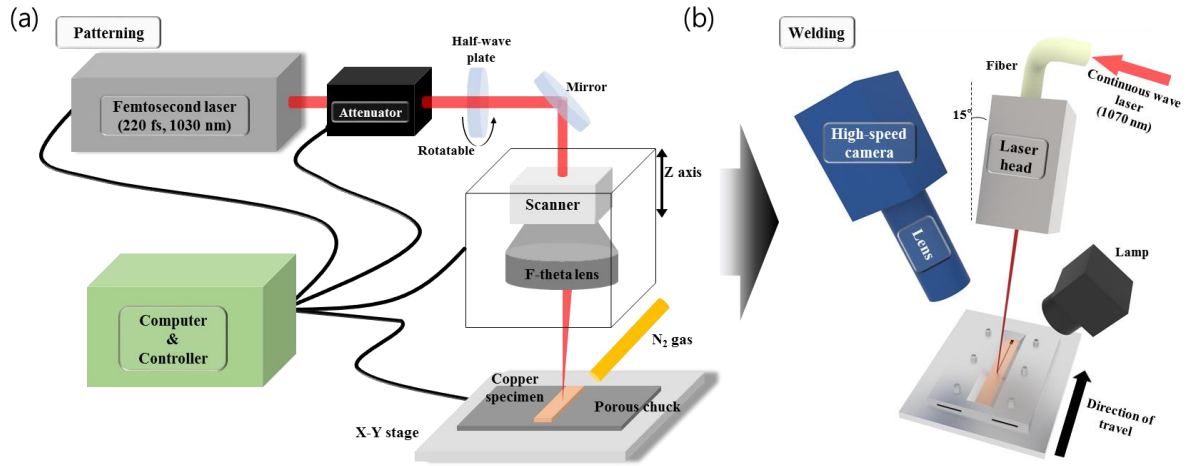 (a)
Patterning
Femtosecond laser
(220 fs, 1030 nm)
Attenuator
Half-wave
plate
Rotatable
Mirror
Z axis
Scanner
F-theta lens
N2 gas
Computer
&
Controller
Copper
specimen
Porous chuck
X-Y stage
(b)
Welding
High-speed
camera
Lens
Fiber
Continuous wave
laser
(1070 nm)
15°
Laser
head
Lamp
Direction of
travel